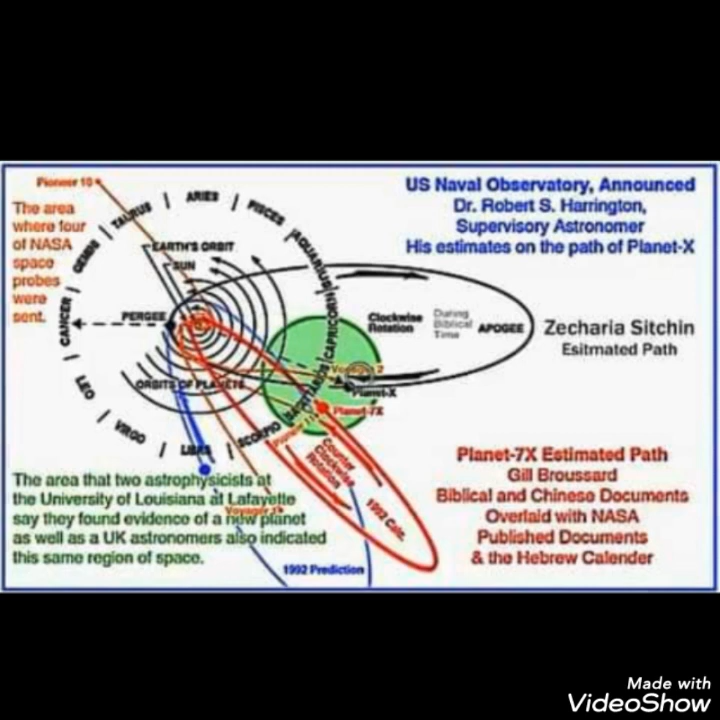 Pioneer 10
The area
where four
of NASA
space
probes
were
sent.
US Naval Observatory, Announced
Dr. Robert S. Harrington,
Supervisory Astronomer
His estimates on the path of Planet-X
ARIES
TAURUS
PISCES
GEMINI
AQUARIUS
EARTH'S ORBIT
SUN
CANCER
PERGEE
CAPRICORN
Clockwise
Rotation
During
Biblical
Time
APOGEE
Zecharia Sitchin
Esitmated Path
Voyager 2
ORBITS OF PLANETS
Planet-X
LEO
SAGITTARIUS
Planet-7X
VIRGO
LIBRA
SCORPIO
Pioneer 11
Counter
Clockwise
Rotation
1992 Calc.
Planet-7X Estimated Path
Gill Broussard
Biblical and Chinese Documents
Overlaid with NASA
Published Documents
& the Hebrew Calender
The area that two astrophysicists at
the University of Louisiana at Lafayette
say they found evidence of a new planet
Voyager 1
as well as a UK astronomers also indicated
this same region of space.
1992 Prediction
Made with
VideoShow